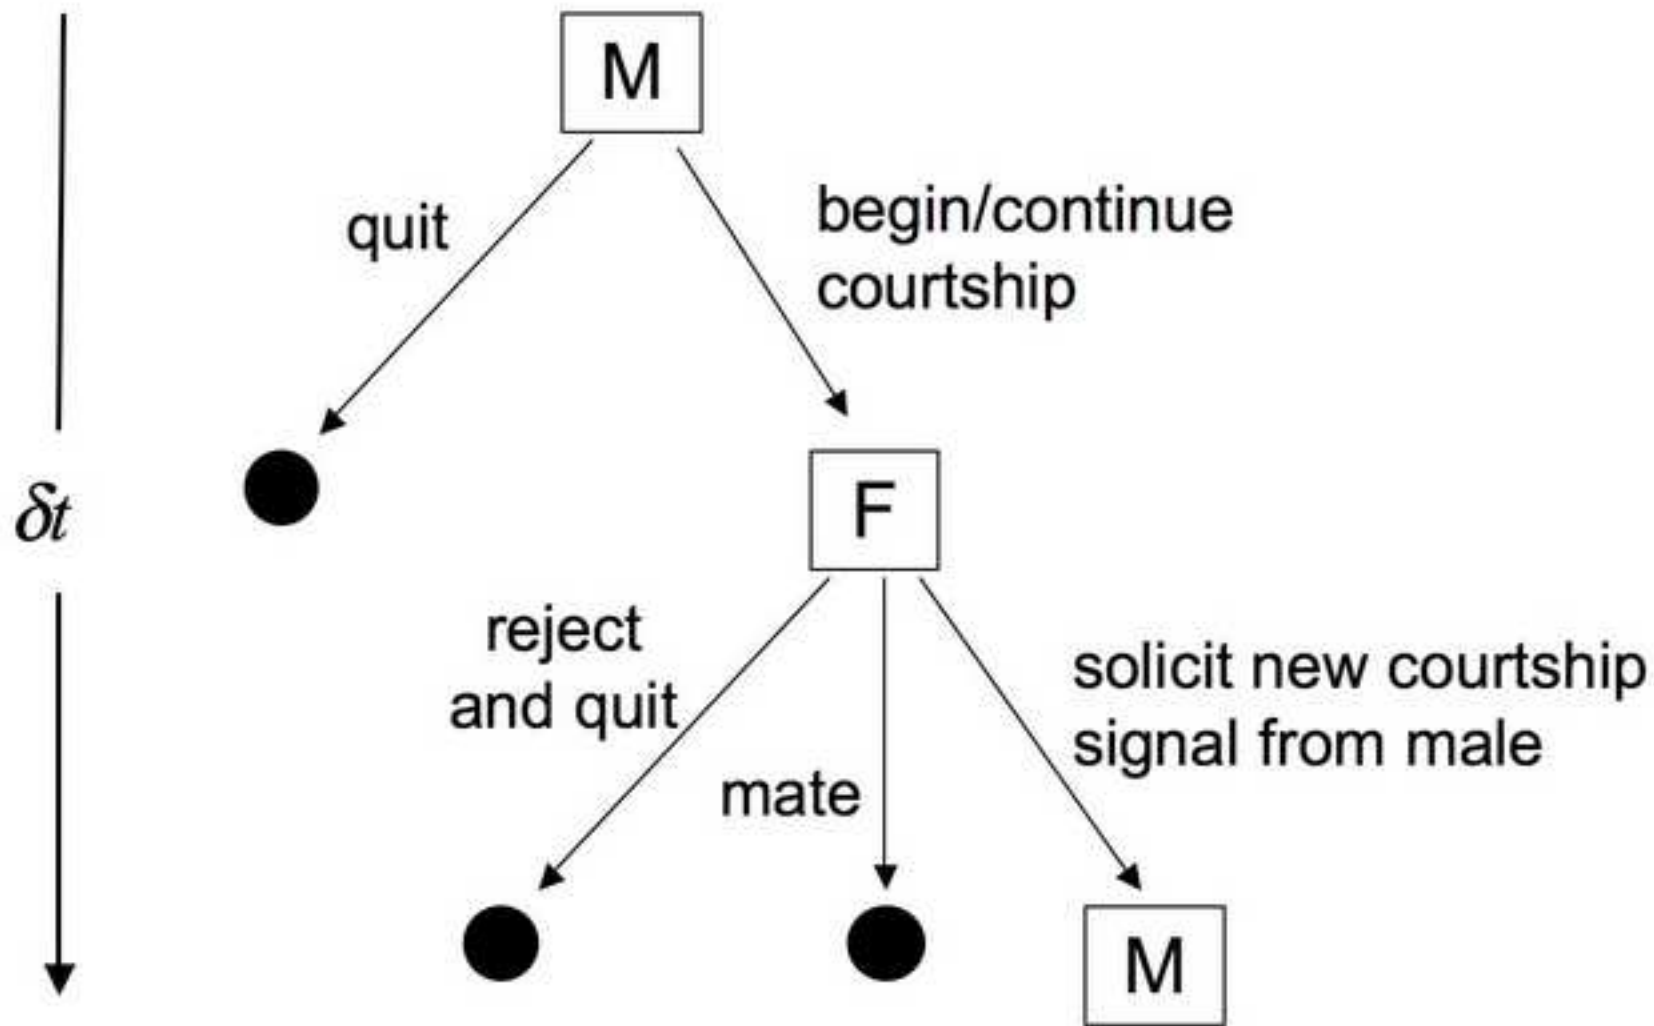 M
quit
begin/continue
courtship
δt
F
reject
and quit
mate
solicit new courtship
signal from male
M